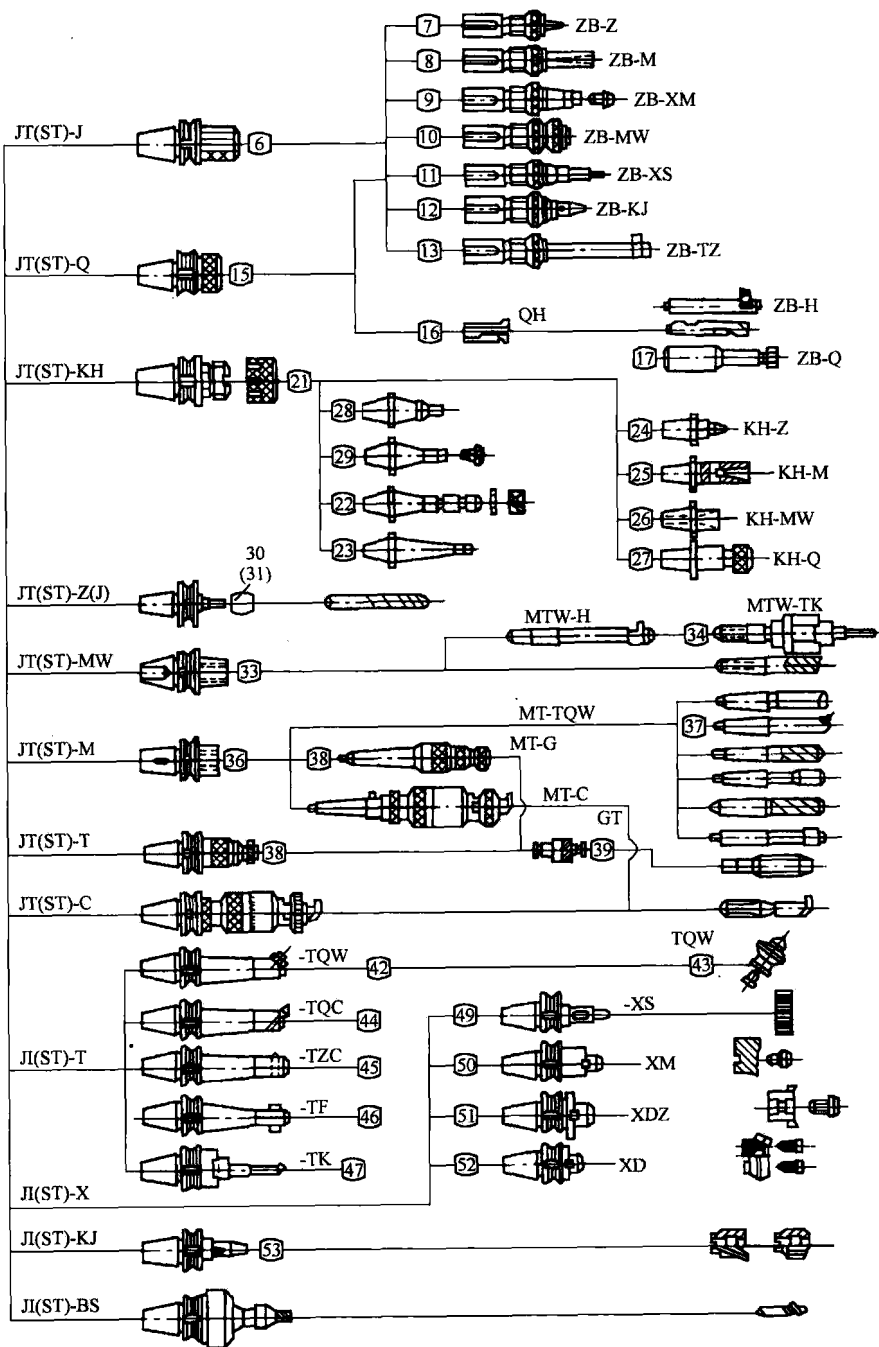 7 ZB-Z
8 ZB-M
9 ZB-XM
JT(ST)-J 6
10 ZB-MW
11 ZB-XS
12 ZB-KJ
13 ZB-TZ
JT(ST)-Q 15
ZB-H
16 QH
17 ZB-Q
JT(ST)-KH 21
28
24 KH-Z
29
25 KH-M
22
26 KH-MW
23
27 KH-Q
JT(ST)-Z(J) 30
(31)
MTW-H 34 MTW-TK
JT(ST)-MW 33
MT-TQW 37
JT(ST)-M 36 38 MT-G
MT-C
GT
JT(ST)-T 38 39
JT(ST)-C
-TQW 42 TQW 43
-TQC 44 49 -XS
JI(ST)-T -TZC 45 50 XM
-TF 46 51 XDZ
-TK 47 52 XD
JI(ST)-X
JI(ST)-KJ 53
JI(ST)-BS